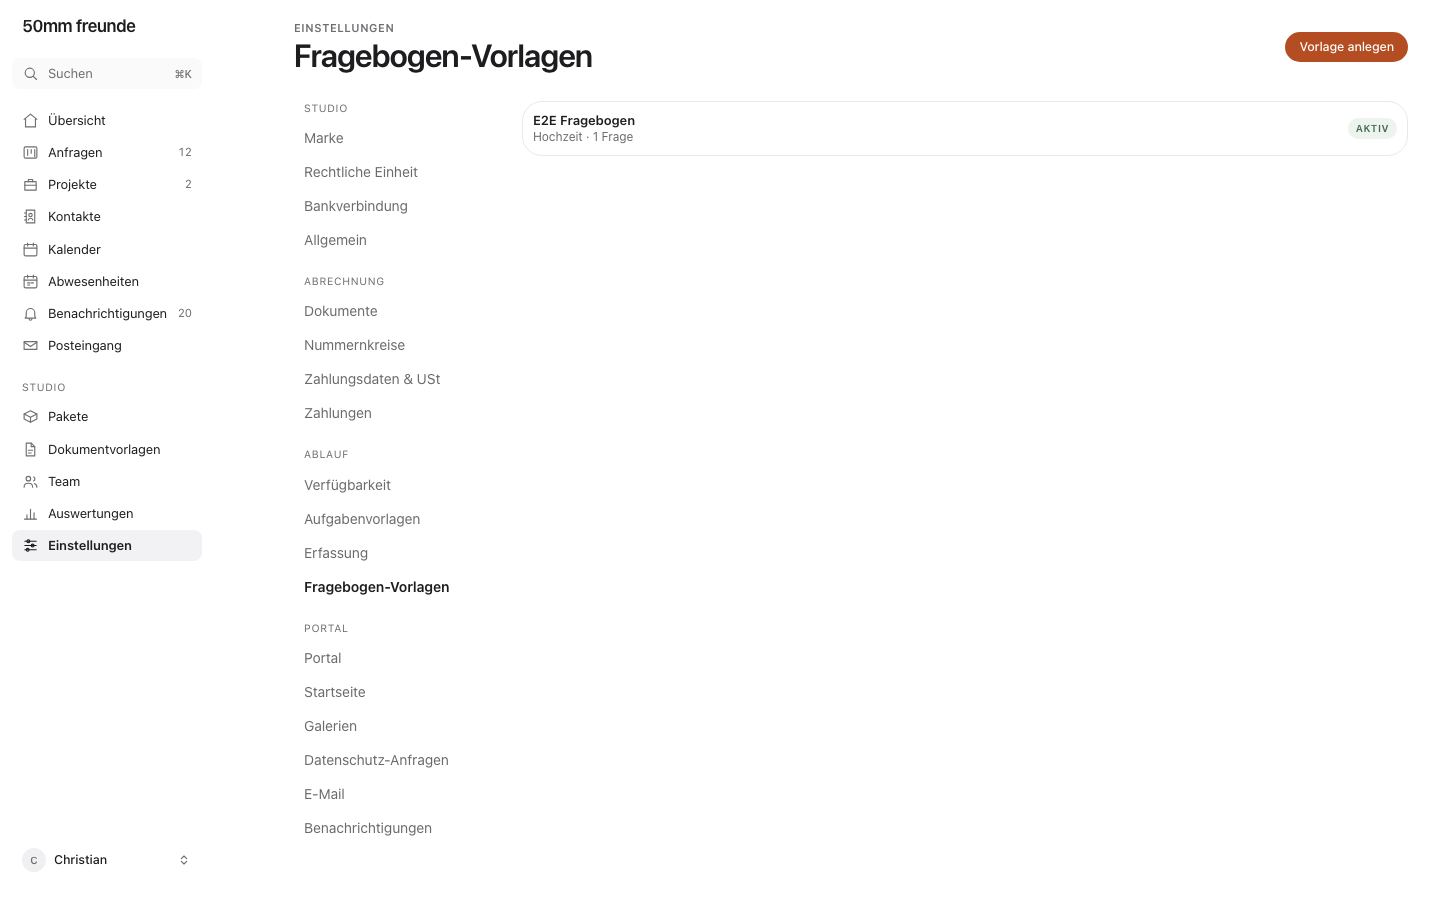 50mm freunde
Suchen ⌘K
Übersicht
Anfragen 12
Projekte 2
Kontakte
Kalender
Abwesenheiten
Benachrichtigungen 20
Posteingang
STUDIO
Pakete
Dokumentvorlagen
Team
Auswertungen
Einstellungen
C Christian
EINSTELLUNGEN
Fragebogen-Vorlagen
Vorlage anlegen
STUDIO
Marke
Rechtliche Einheit
Bankverbindung
Allgemein
ABRECHNUNG
Dokumente
Nummernkreise
Zahlungsdaten & USt
Zahlungen
ABLAUF
Verfügbarkeit
Aufgabenvorlagen
Erfassung
Fragebogen-Vorlagen
PORTAL
Portal
Startseite
Galerien
Datenschutz-Anfragen
E-Mail
Benachrichtigungen
E2E Fragebogen
Hochzeit · 1 Frage
AKTIV